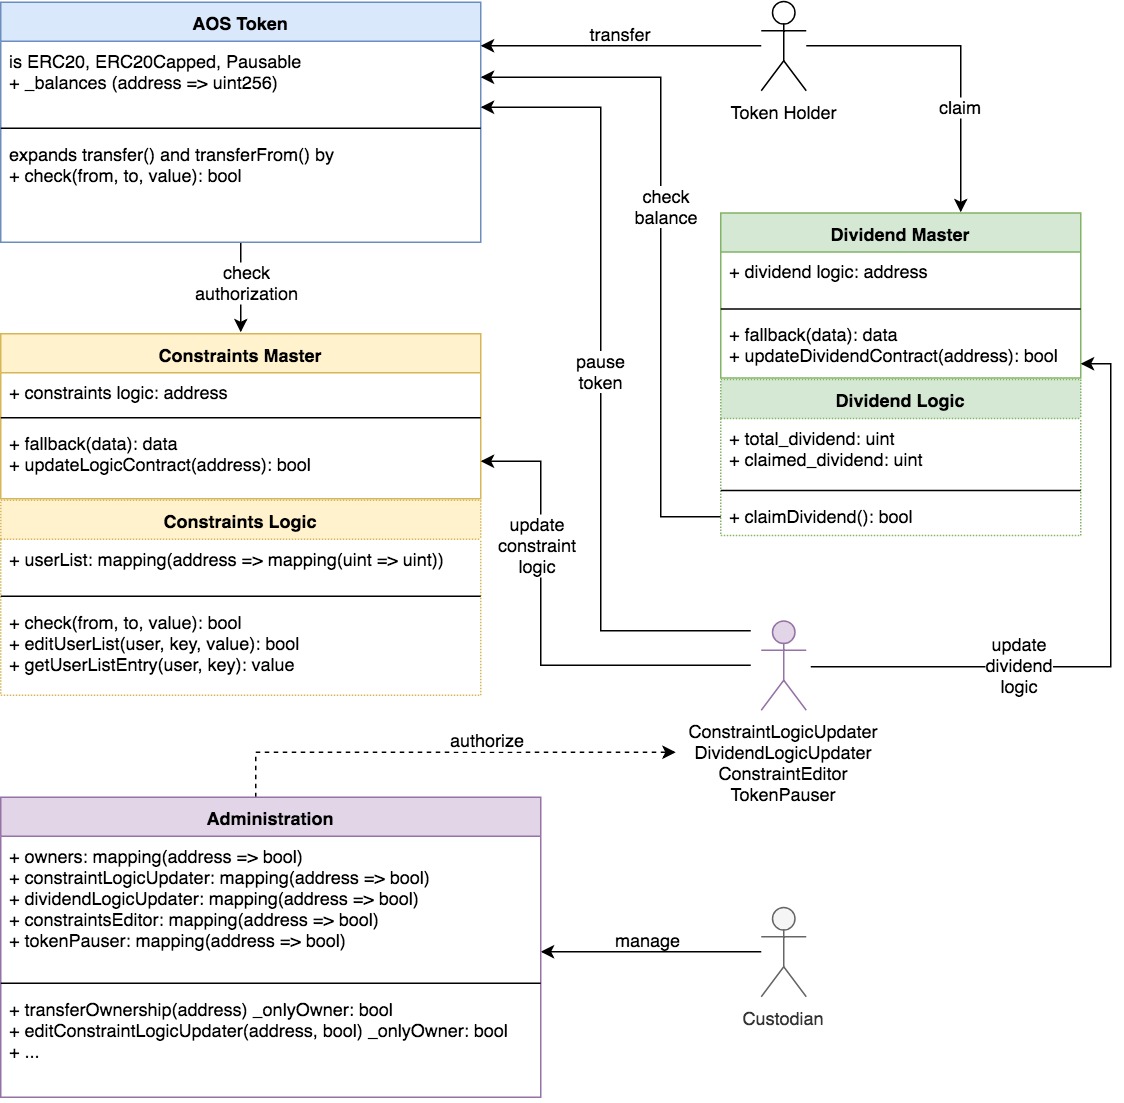 AOS Token
is ERC20, ERC20Capped, Pausable
+ _balances (address => uint256)
expands transfer() and transferFrom() by
+ check(from, to, value): bool
transfer
Token Holder
claim
check
balance
pause
token
check
authorization
Dividend Master
+ dividend logic: address
+ fallback(data): data
+ updateDividendContract(address): bool
Dividend Logic
+ total_dividend: uint
+ claimed_dividend: uint
+ claimDividend(): bool
Constraints Master
+ constraints logic: address
+ fallback(data): data
+ updateLogicContract(address): bool
Constraints Logic
+ userList: mapping(address => mapping(uint => uint))
+ check(from, to, value): bool
+ editUserList(user, key, value): bool
+ getUserListEntry(user, key): value
update
constraint
logic
update
dividend
logic
ConstraintLogicUpdater
DividendLogicUpdater
ConstraintEditor
TokenPauser
authorize
Administration
+ owners: mapping(address => bool)
+ constraintLogicUpdater: mapping(address => bool)
+ dividendLogicUpdater: mapping(address => bool)
+ constraintsEditor: mapping(address => bool)
+ tokenPauser: mapping(address => bool)
+ transferOwnership(address) _onlyOwner: bool
+ editConstraintLogicUpdater(address, bool) _onlyOwner: bool
+ ...
manage
Custodian